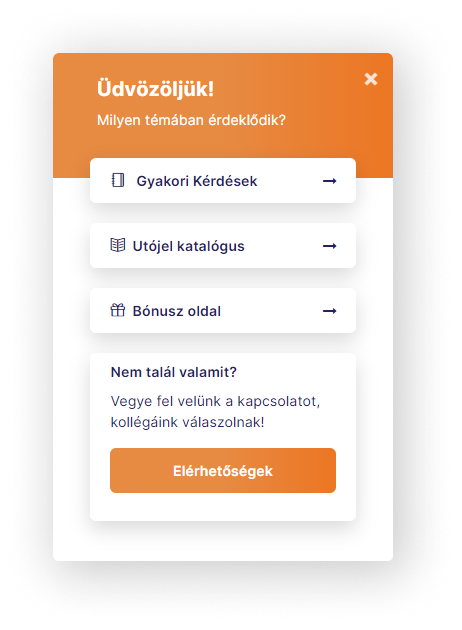 Üdvözöljük!
Milyen témában érdeklődik?
Gyakori Kérdések
Utójel katalógus
Bónusz oldal
Nem talál valamit?
Vegye fel velünk a kapcsolatot,
kollégáink válaszolnak!
Elérhetőségek